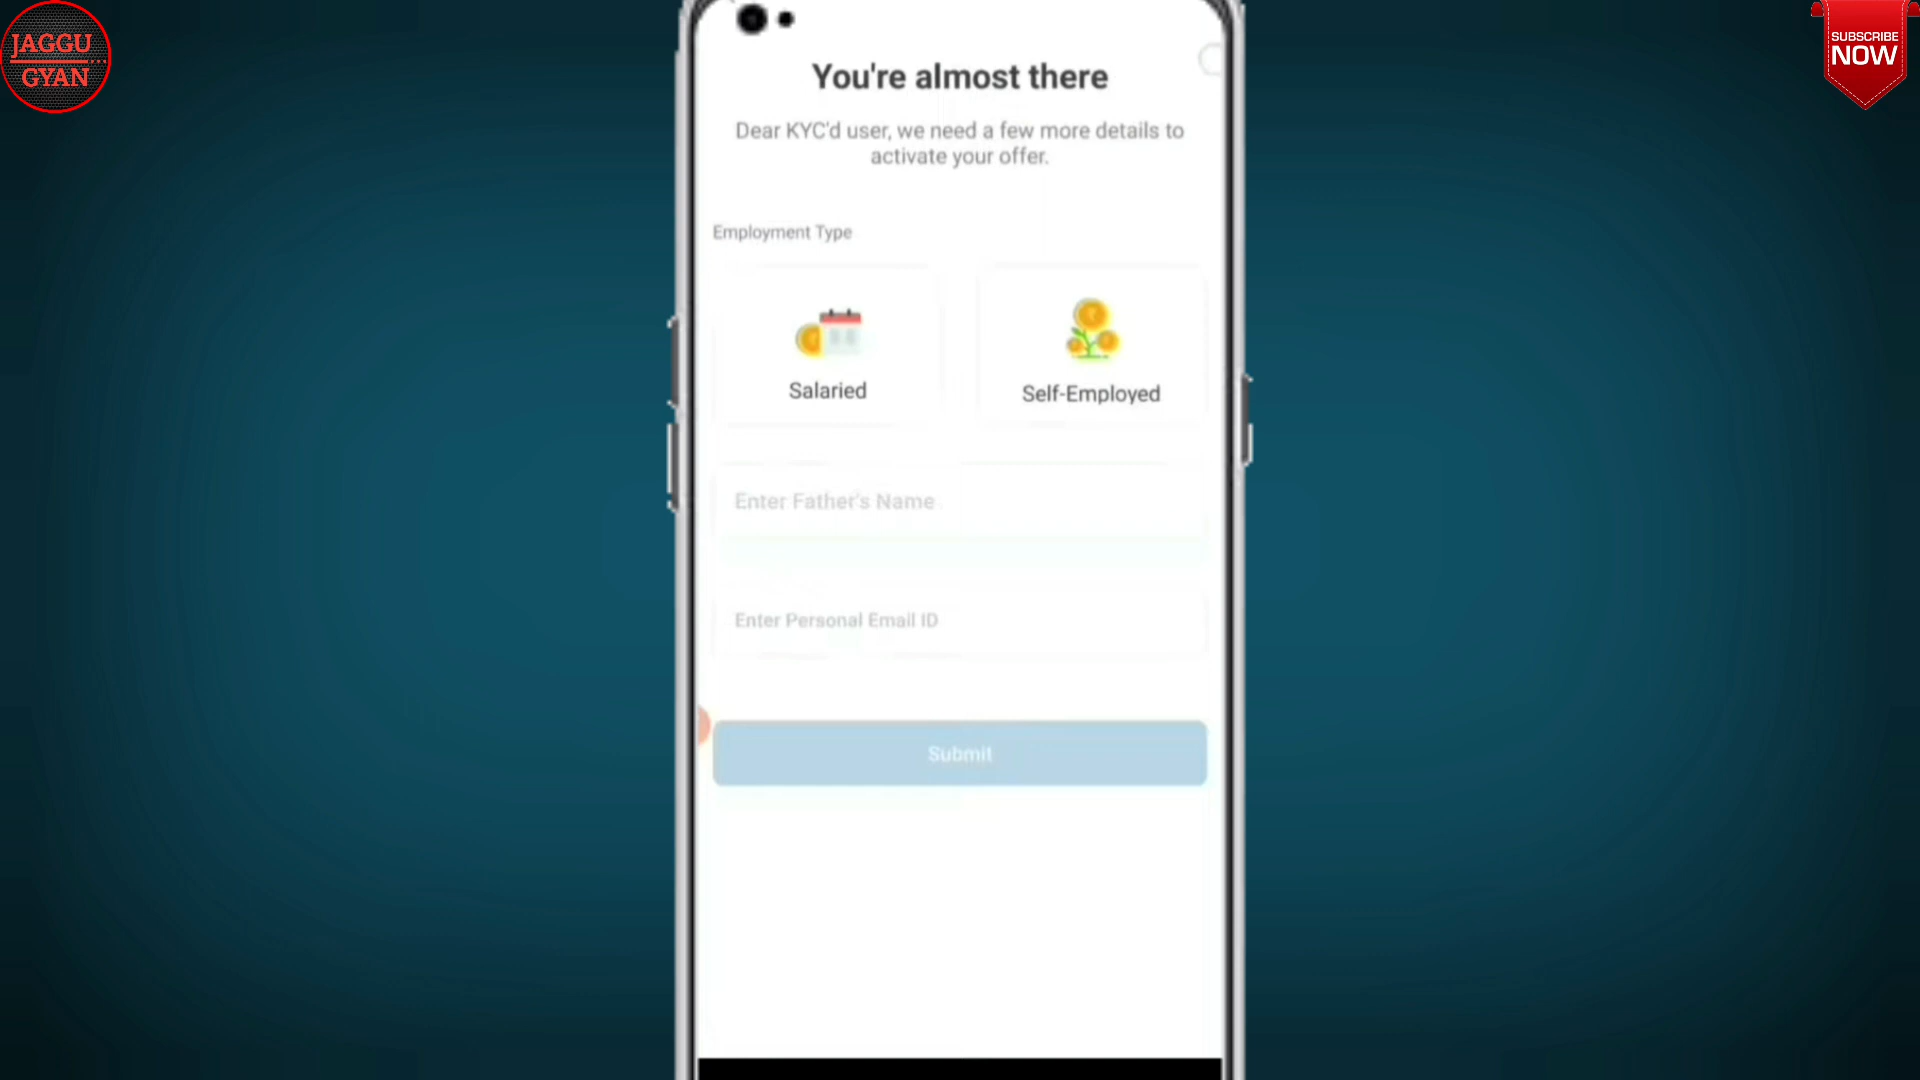 JAGGU
GYAN
SUBSCRIBE
NOW
You're almost there
Dear KYC'd user, we need a few more details to
activate your offer.
Employment Type
Salaried
Self-Employed
Enter Father's Name
Enter Personal Email ID
Submit